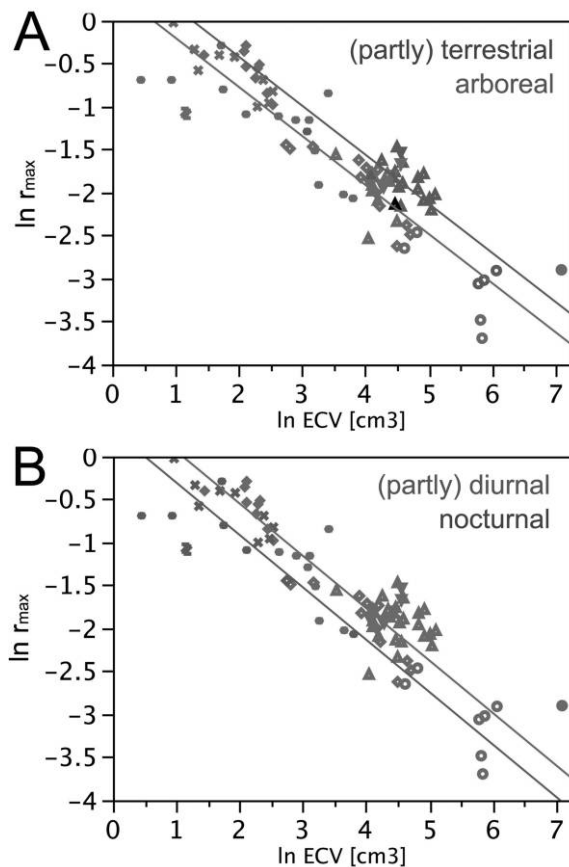 A
(partly) terrestrial
arboreal
0
-0.5
-1
-1.5
-2
-2.5
-3
-3.5
-4
ln rmax
0 1 2 3 4 5 6 7
ln ECV [cm3]
B
(partly) diurnal
nocturnal
0
-0.5
-1
-1.5
-2
-2.5
-3
-3.5
-4
ln rmax
0 1 2 3 4 5 6 7
ln ECV [cm3]